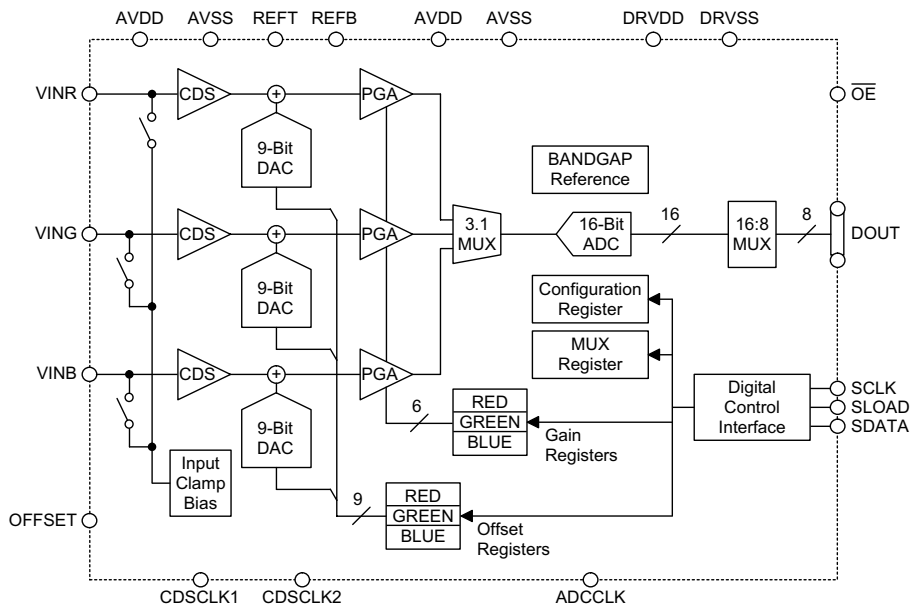 AVDD AVSS REFT REFB AVDD AVSS DRVDD DRVSS
VINR
CDS
+
PGA
OE
9-Bit
DAC
BANDGAP
Reference
VING
CDS
+
PGA
3.1
MUX
16-Bit
ADC
16
16:8
MUX
8
DOUT
9-Bit
DAC
Configuration
Register
MUX
Register
VINB
CDS
+
PGA
Digital
Control
Interface
SCLK
SLOAD
SDATA
6
RED
GREEN
BLUE
Gain
Registers
9-Bit
DAC
Input
Clamp
Bias
9
RED
GREEN
BLUE
Offset
Registers
OFFSET
CDSCLK1 CDSCLK2 ADCCLK